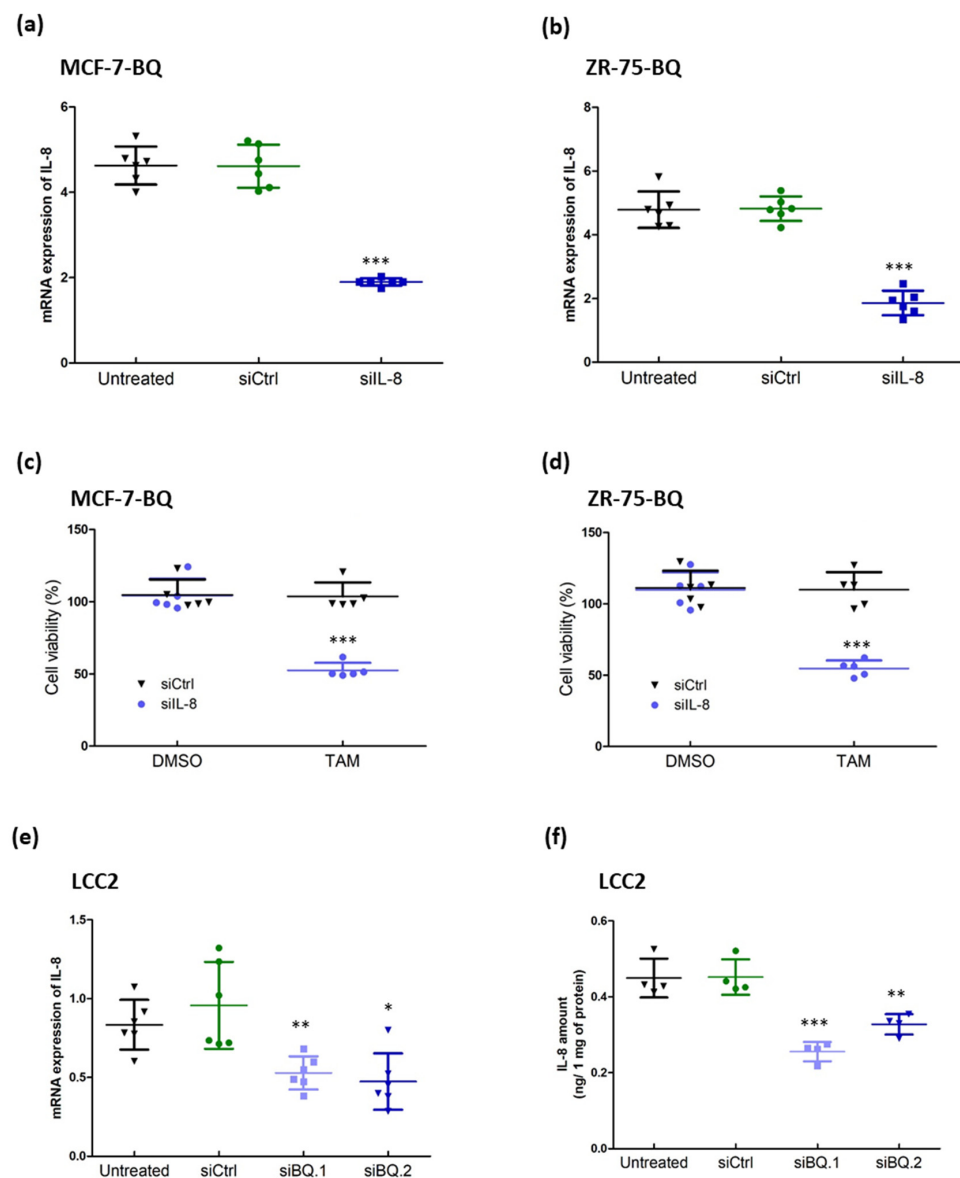 (a)
MCF-7-BQ
mRNA expression of IL-8
6
4
2
0
***
Untreated
siCtrl
siIL-8
(b)
ZR-75-BQ
mRNA expression of IL-8
8
6
4
2
0
***
Untreated
siCtrl
siIL-8
(c)
MCF-7-BQ
Cell viability (%)
150
100
50
0
***
siCtrl
siIL-8
DMSO
TAM
(d)
ZR-75-BQ
Cell viability (%)
150
100
50
0
***
siCtrl
siIL-8
DMSO
TAM
(e)
LCC2
mRNA expression of IL-8
1.5
1.0
0.5
0.0
**
*
Untreated
siCtrl
siBQ.1
siBQ.2
(f)
LCC2
IL-8 amount
(ng/ 1 mg of protein)
0.6
0.4
0.2
0.0
***
**
Untreated
siCtrl
siBQ.1
siBQ.2